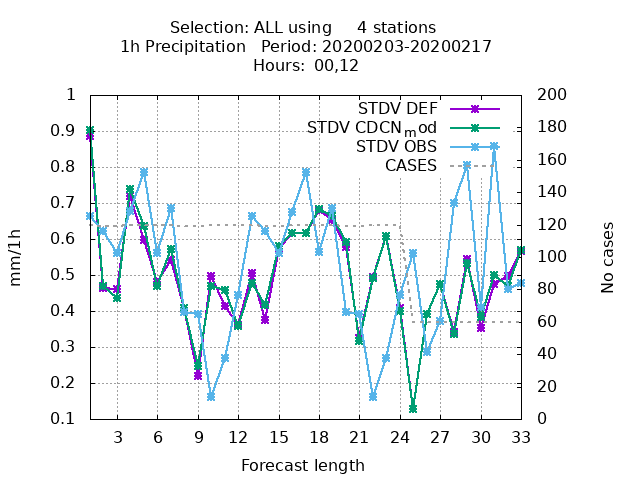 Selection: ALL using 4 stations
1h Precipitation Period: 20200203-20200217
Hours: 00,12
STDV DEF
STDV CDCN_mod
STDV OBS
CASES
1
0.9
0.8
0.7
0.6
0.5
0.4
0.3
0.2
0.1
200
180
160
140
120
100
80
60
40
20
0
mm/1h
No cases
3 6 9 12 15 18 21 24 27 30 33
Forecast length